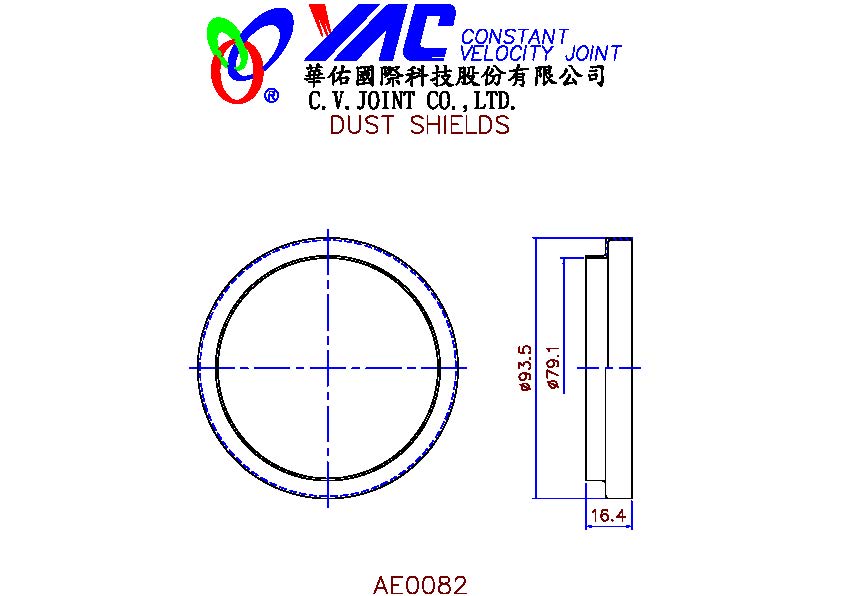 YAC CONSTANT
VELOCITY JOINT
®
華佑國際科技股份有限公司
C.V.JOINT CO.,LTD.
DUST SHIELDS
ø93.5
ø79.1
16.4
AE0082